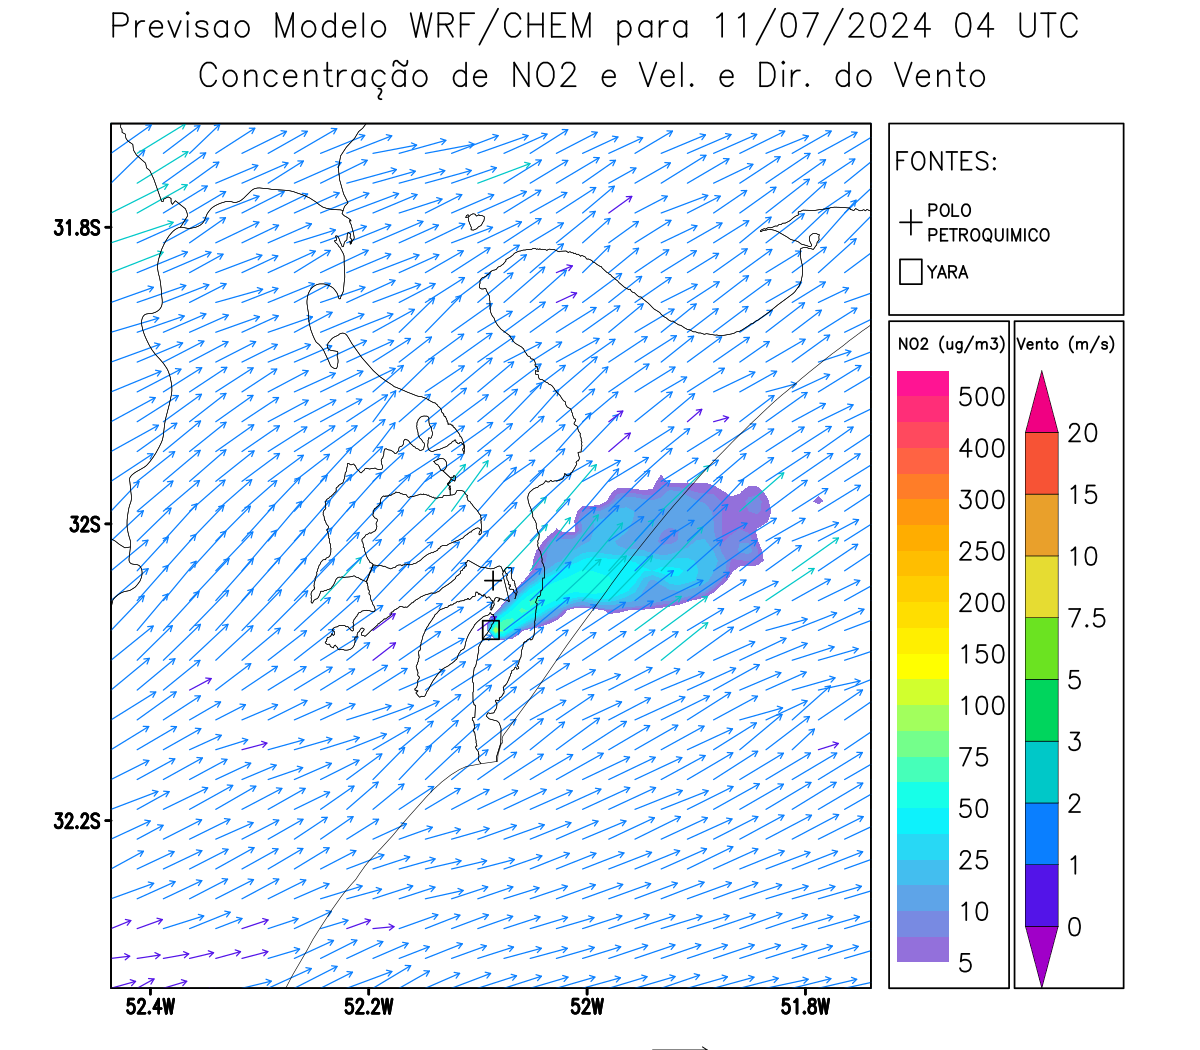 Previsao Modelo WRF/CHEM para 11/07/2024 04 UTC
Concentração de NO2 e Vel. e Dir. do Vento
FONTES:
POLO
PETROQUIMICO
YARA
NO2 (ug/m3)
500
400
300
250
200
150
100
75
50
25
10
5
Vento (m/s)
20
15
10
7.5
5
3
2
1
0
31.8S
32S
32.2S
52.4W
52.2W
52W
51.8W